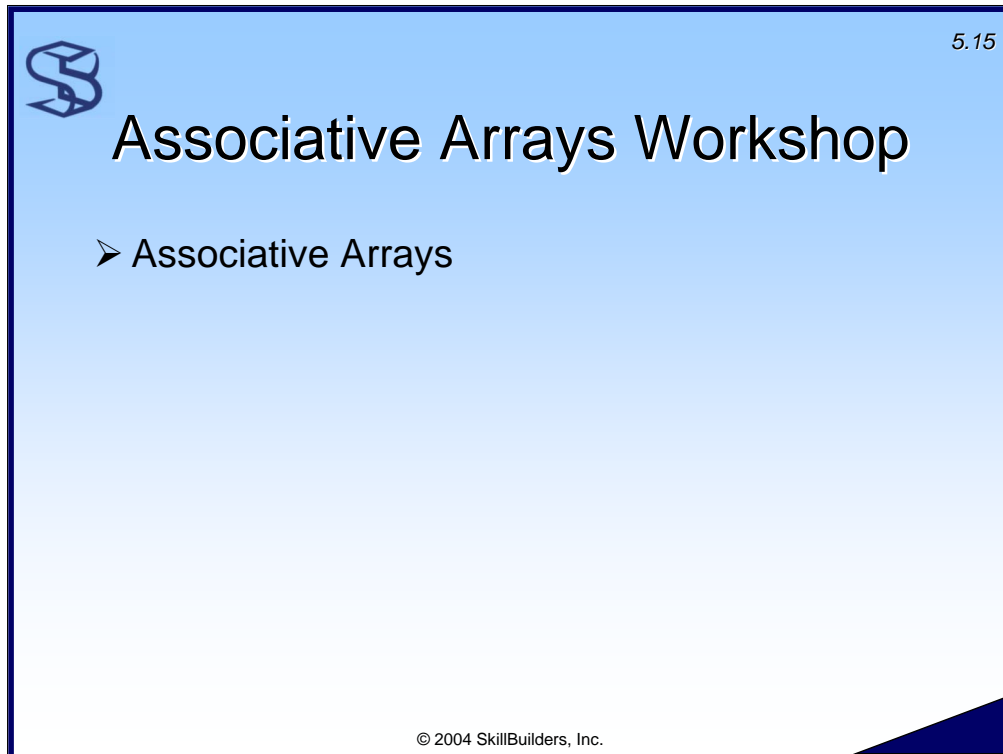 5.15
Associative Arrays Workshop
➢ Associative Arrays
© 2004 SkillBuilders, Inc.